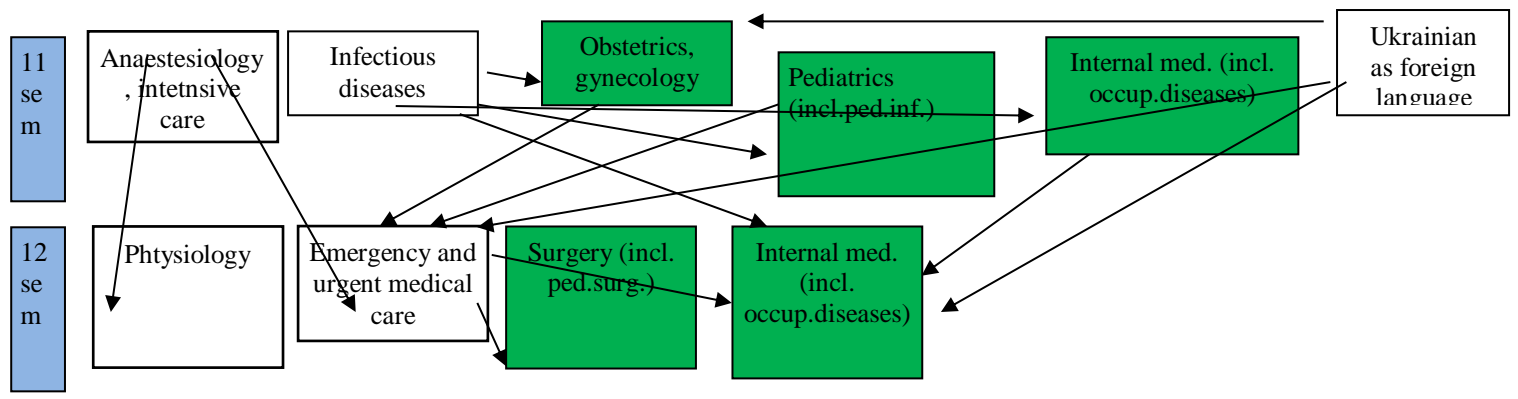 11
se
m
Anaestesiology
, intetnsive
care
Infectious
diseases
Obstetrics,
gynecology
Pediatrics
(incl.ped.inf.)
Internal med. (incl.
occup.diseases)
Ukrainian
as foreign
language
12
se
m
Phtysiology
Emergency and
urgent medical
care
Surgery (incl.
ped.surg.)
Internal med.
(incl.
occup.diseases)